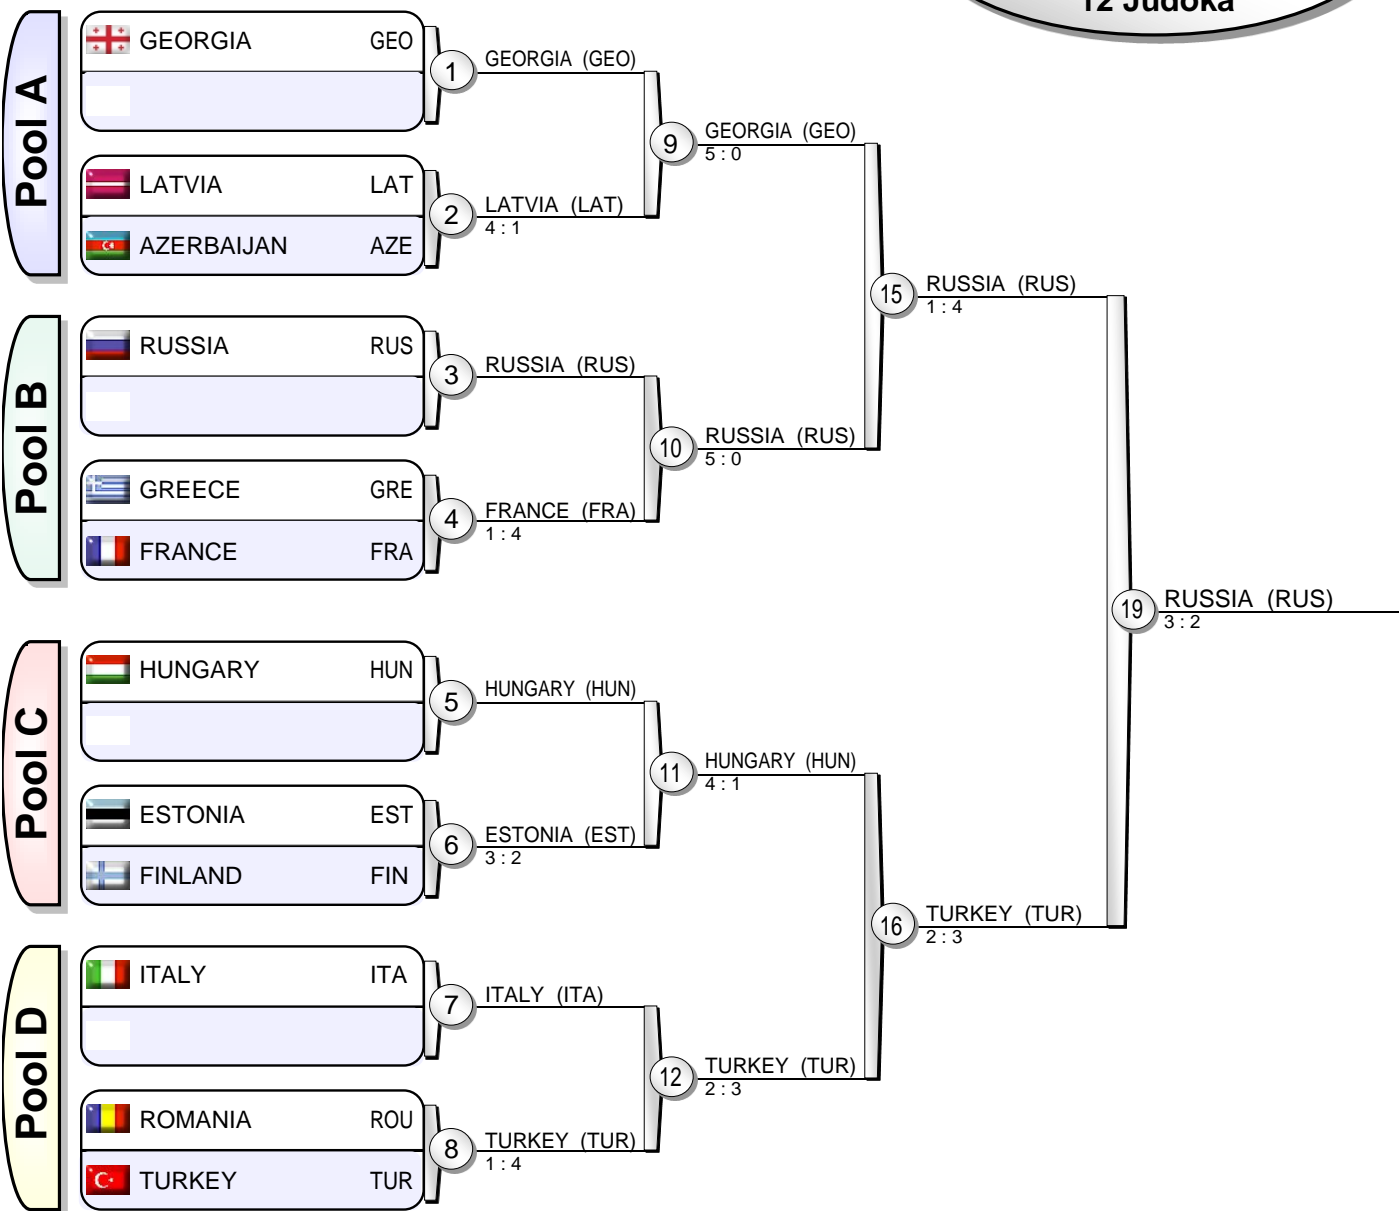 12 Judoka
Pool A
GEORGIA GEO
1
GEORGIA (GEO)
LATVIA LAT
AZERBAIJAN AZE
2
LATVIA (LAT)
4 : 1
9
GEORGIA (GEO)
5 : 0
Pool B
RUSSIA RUS
3
RUSSIA (RUS)
GREECE GRE
FRANCE FRA
4
FRANCE (FRA)
1 : 4
10
RUSSIA (RUS)
5 : 0
15
RUSSIA (RUS)
1 : 4
Pool C
HUNGARY HUN
5
HUNGARY (HUN)
ESTONIA EST
FINLAND FIN
6
ESTONIA (EST)
3 : 2
11
HUNGARY (HUN)
4 : 1
Pool D
ITALY ITA
7
ITALY (ITA)
ROMANIA ROU
TURKEY TUR
8
TURKEY (TUR)
1 : 4
12
TURKEY (TUR)
2 : 3
16
TURKEY (TUR)
2 : 3
19
RUSSIA (RUS)
3 : 2